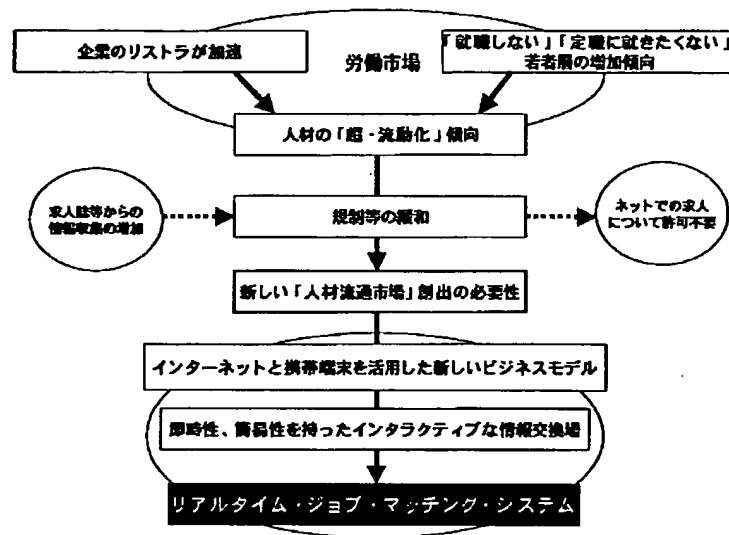 企業のリストラが加速
労働市場
「就職しない」「定職に就きたくない」
若者層の増加傾向
人材の「超・流動化」傾向
求人誌等からの
情報収集の増加
規制等の緩和
ネットでの求人
について許可不要
新しい「人材流通市場」創出の必要性
インターネットと携帯端末を活用した新しいビジネスモデル
即時性、簡易性を持ったインタラクティブな情報交換場
リアルタイム・ジョブ・マッチング・システム